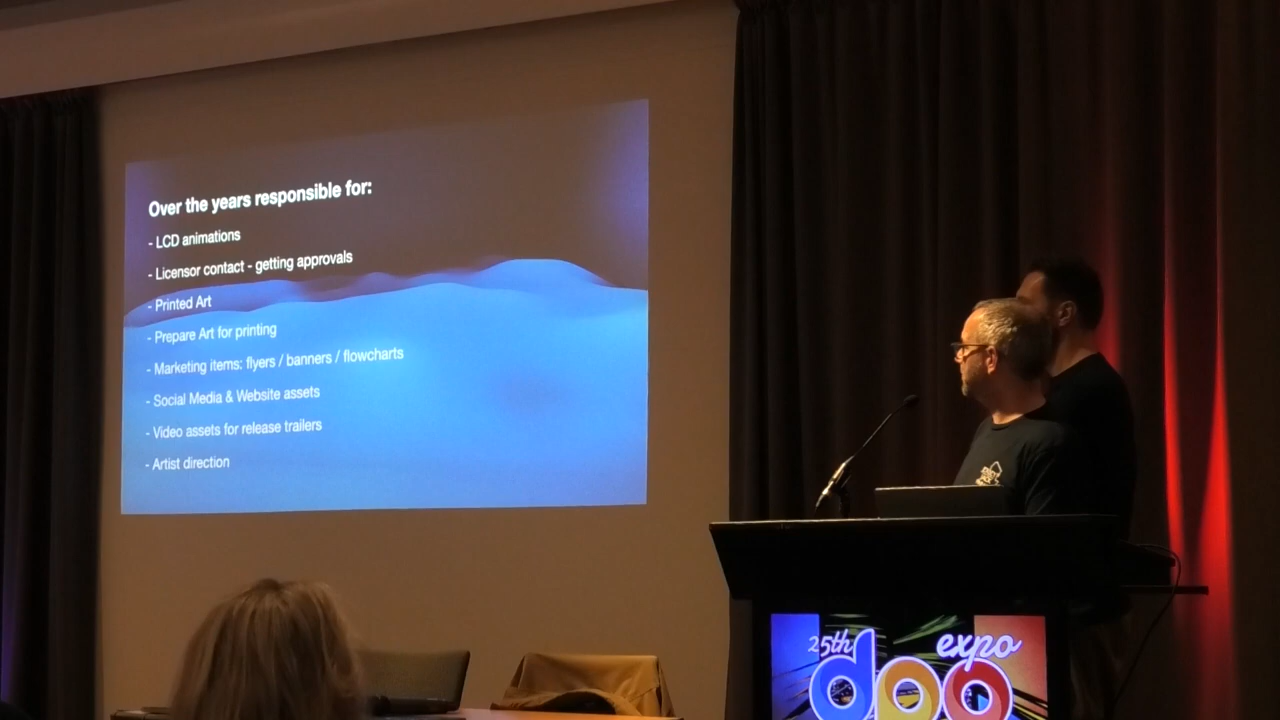 Over the years responsible for:
- LCD animations
- Licensor contact - getting approvals
- Printed Art
- Prepare Art for printing
- Marketing items: flyers / banners / flowcharts
- Social Media & Website assets
- Video assets for release trailers
- Artist direction
25th expo
dpo